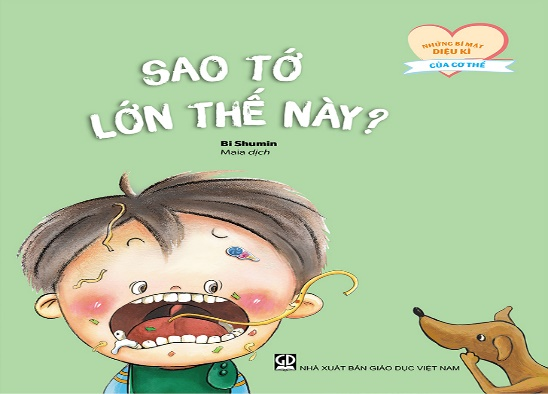 NHỮNG BÍ MẬT
DIỆU KÌ
CỦA CƠ THỂ
SAO TỚ
LỚN THẾ NÀY?
Bi Shumin
Maia dịch
GD
NHÀ XUẤT BẢN GIÁO DỤC VIỆT NAM